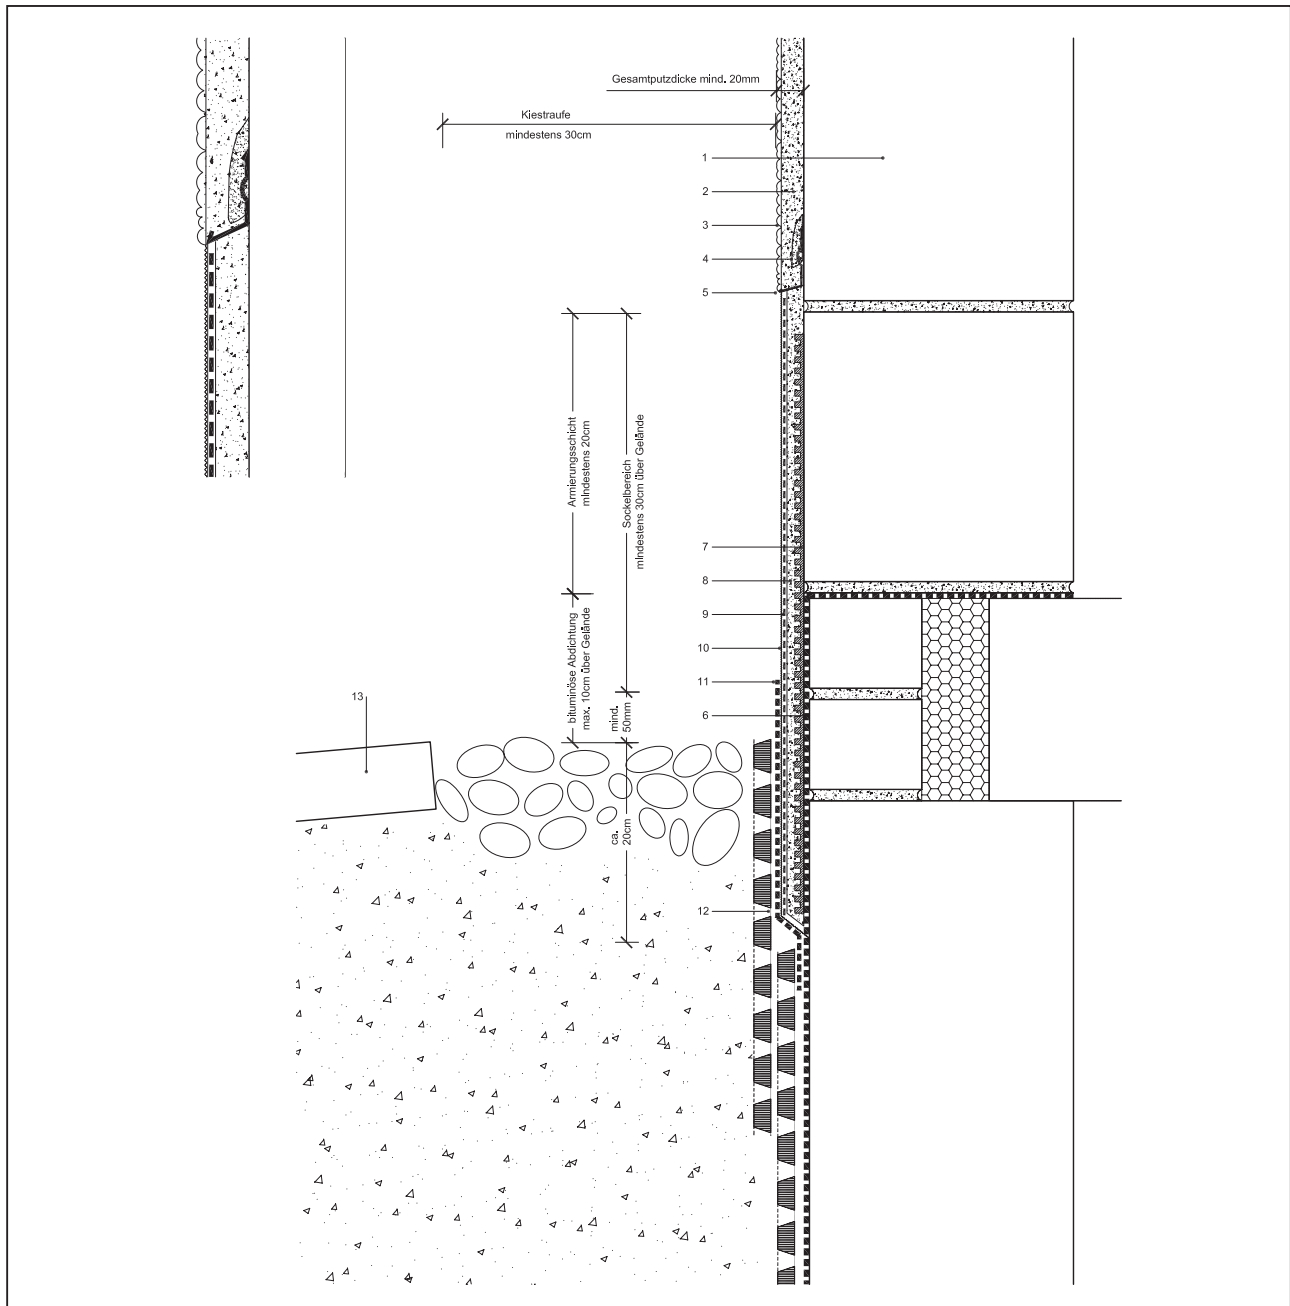 Gesamtputzdicke mind. 20mm
Kiestraufe
mindestens 30cm
1
2
3
4
5
Armierungsschicht
mindestens 20cm
Sockelbereich
mindestens 30cm über Gelände
7
8
9
10
11
6
bituminöse Abdichtung
max. 10cm über Gelände
mind.
50mm
13
ca.
20cm
12